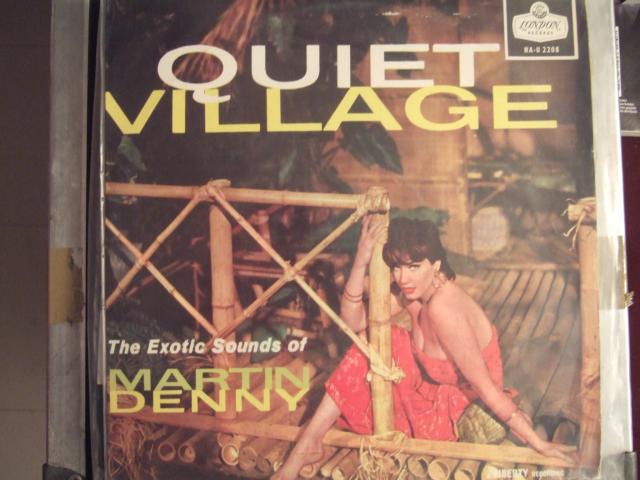 QUIET
VILLAGE
LONDON
RECORDS
HA-U 2208
The Exotic Sounds of
MARTIN
DENNY
LIBERTY